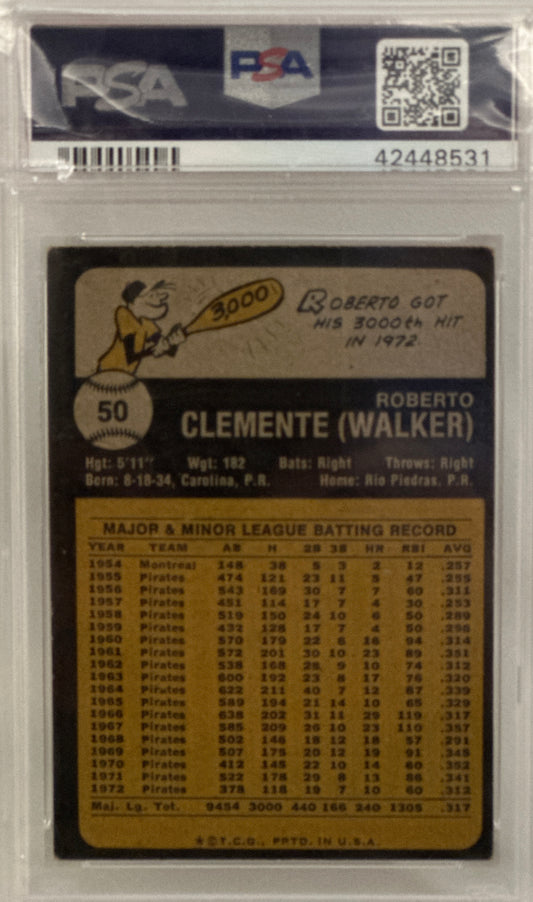 PSA PSA
42448531
3,000
ROBERTO GOT
HIS 3000th HIT
IN 1972.
50
ROBERTO
CLEMENTE (WALKER)
Hgt: 5'11" Wgt: 182 Bats: Right Throws: Right
Born: 8-18-34, Carolina, P.R. Home: Rio Piedras, P.R.
MAJOR & MINOR LEAGUE BATTING RECORD
YEAR TEAM AB H 2B 3B HR RBI AVG
1954 Montreal 148 38 5 3 2 12 .257
1955 Pirates 474 121 23 11 5 47 .255
1956 Pirates 543 169 30 7 7 60 .311
1957 Pirates 451 114 17 7 4 30 .253
1958 Pirates 519 150 24 10 6 50 .289
1959 Pirates 432 128 17 7 4 50 .296
1960 Pirates 570 179 22 6 16 94 .314
1961 Pirates 572 201 30 10 23 89 .351
1962 Pirates 538 168 28 9 10 74 .312
1963 Pirates 600 192 23 8 17 76 .320
1964 Pirates 622 211 40 7 12 87 .339
1965 Pirates 589 194 21 14 10 65 .329
1966 Pirates 638 202 31 11 29 119 .317
1967 Pirates 585 209 26 10 23 110 .357
1968 Pirates 502 146 18 12 18 57 .291
1969 Pirates 507 175 20 12 19 91 .345
1970 Pirates 412 145 22 10 14 60 .352
1971 Pirates 522 178 29 8 13 86 .341
1972 Pirates 378 118 19 7 10 60 .312
Maj. Lg. Tot. 9454 3000 440 166 240 1305 .317
★©T.C.G., PRTD. IN U.S.A.